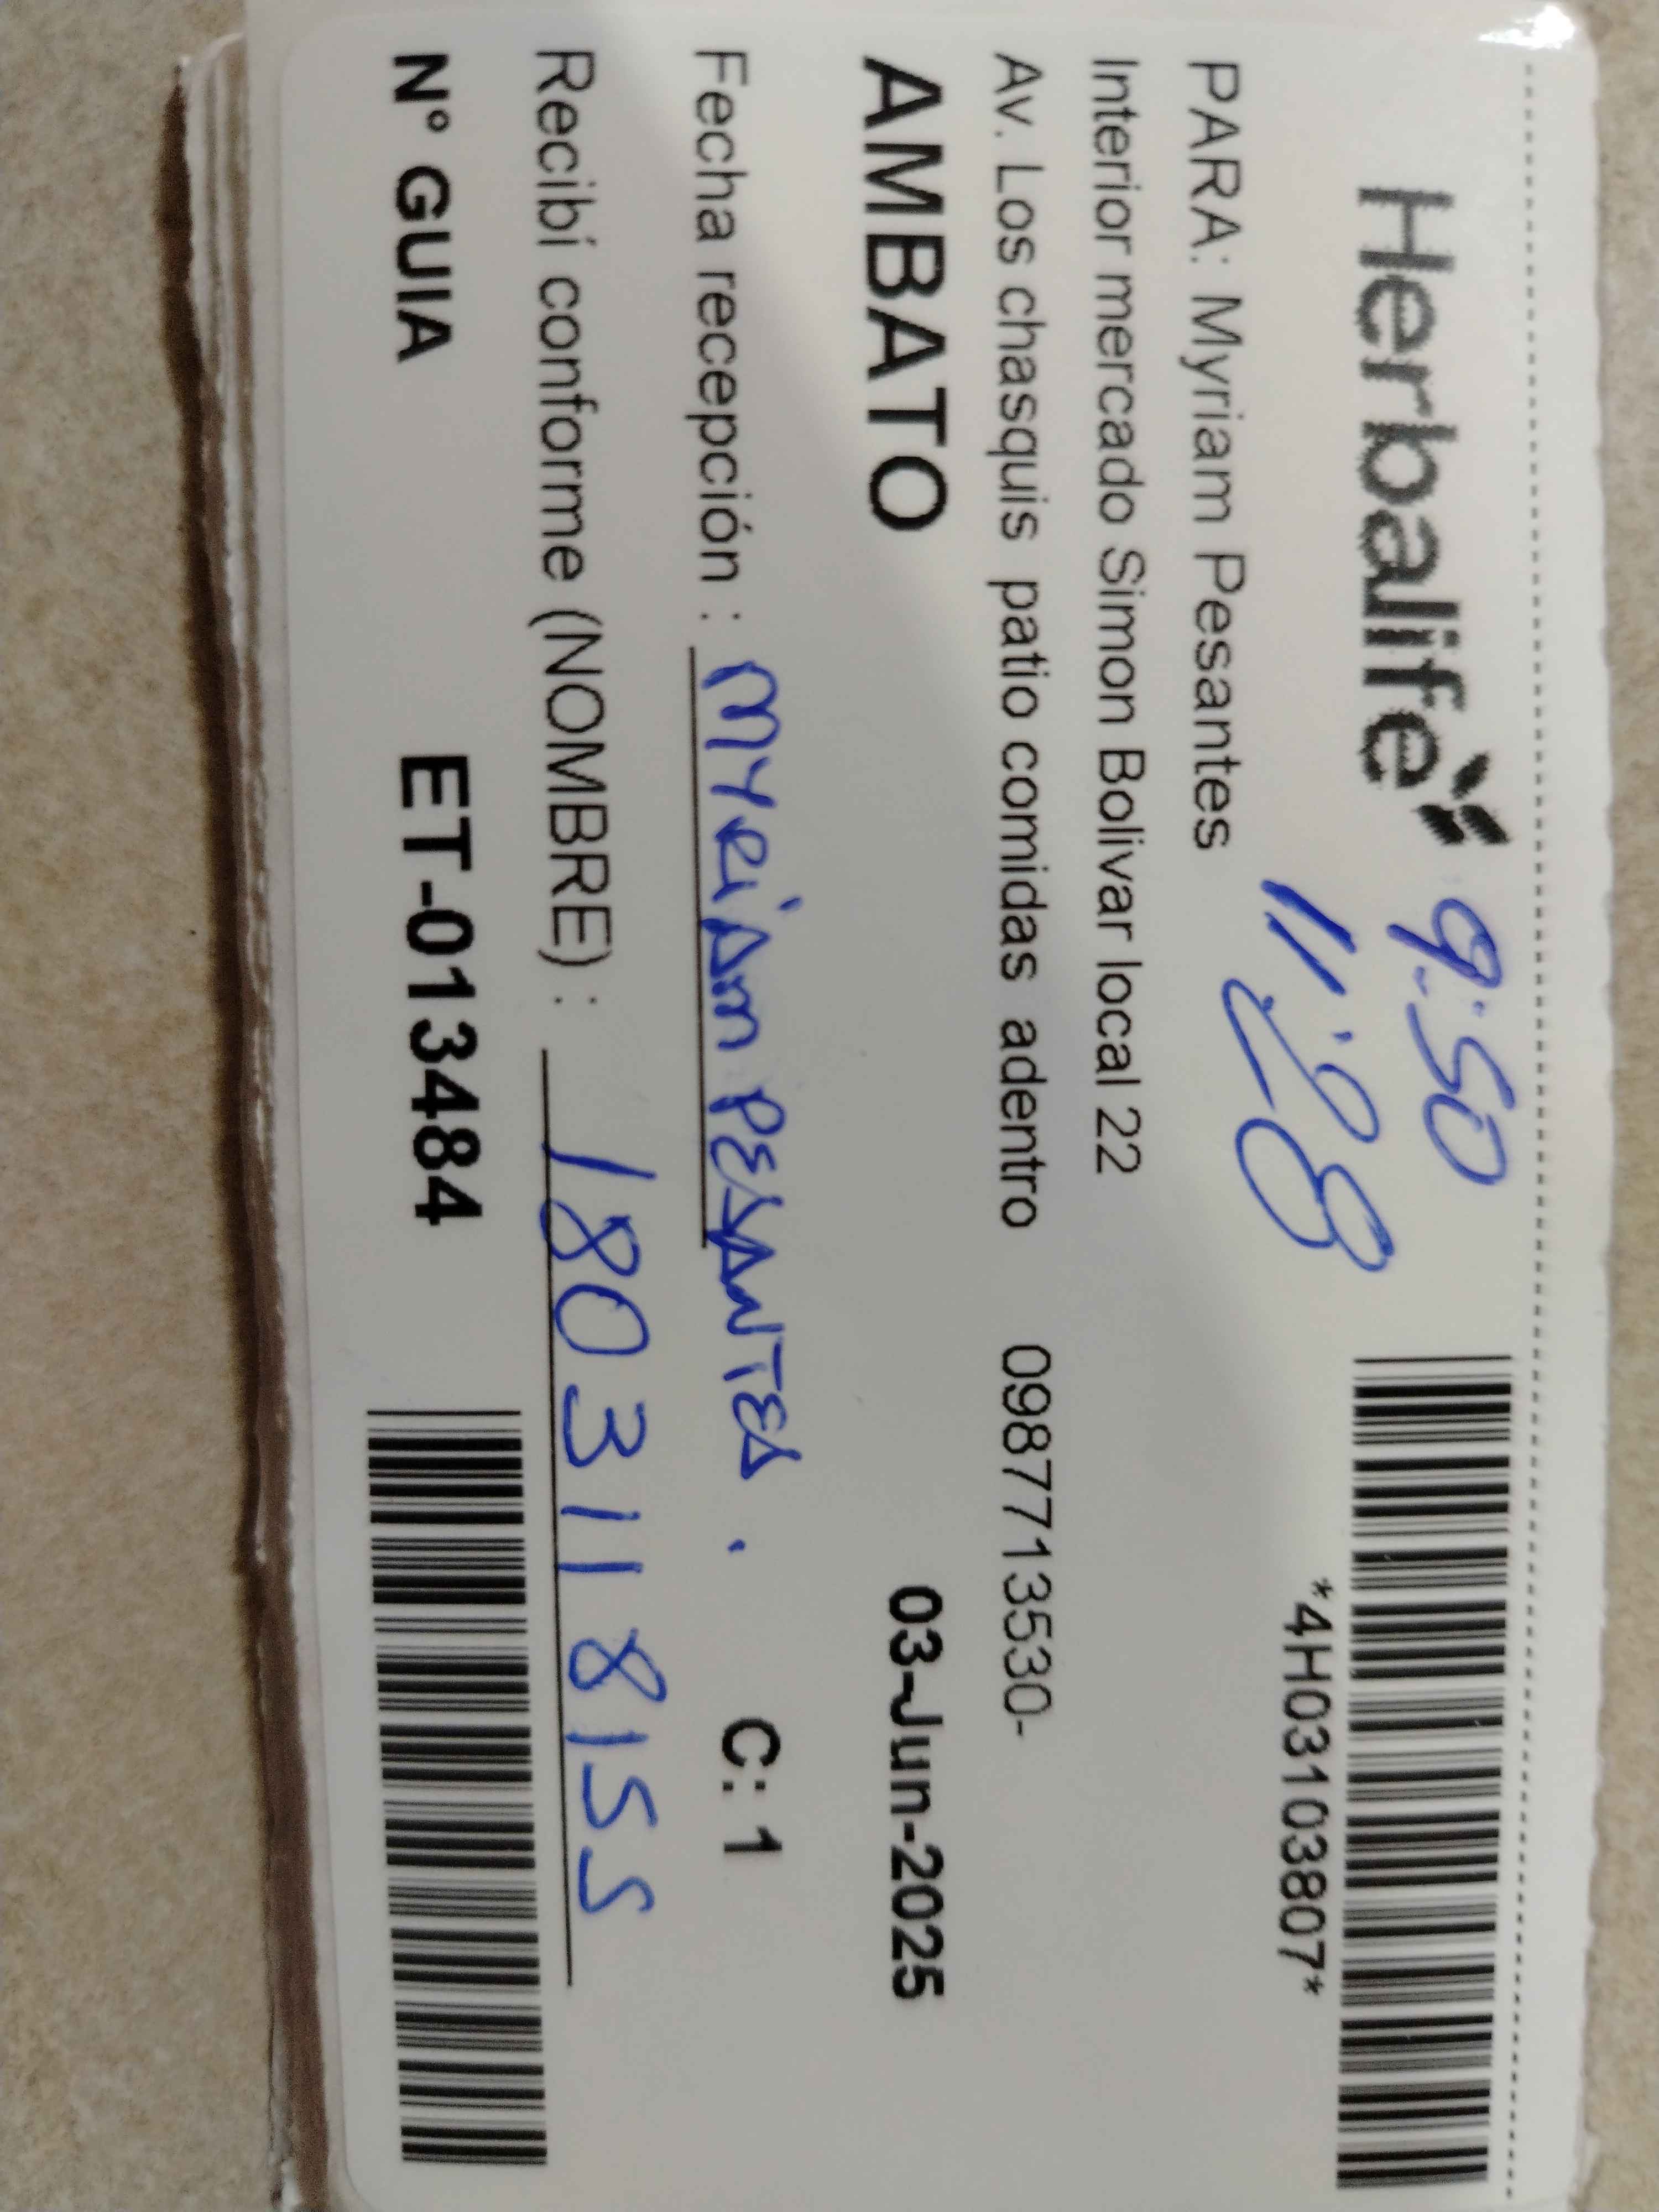 Herbalife
9:50
11:28
*4H03103807*
PARA: Myriam Pesantes
Interior mercado Simon Bolivar local 22
Av. Los chasquis patio comidas adentro 0987713530-
AMBATO 03-Jun-2025
Fecha recepción : MYRIAM PESANTES. C: 1
Recibí conforme (NOMBRE) : 1803118155
N° GUIA ET-013484